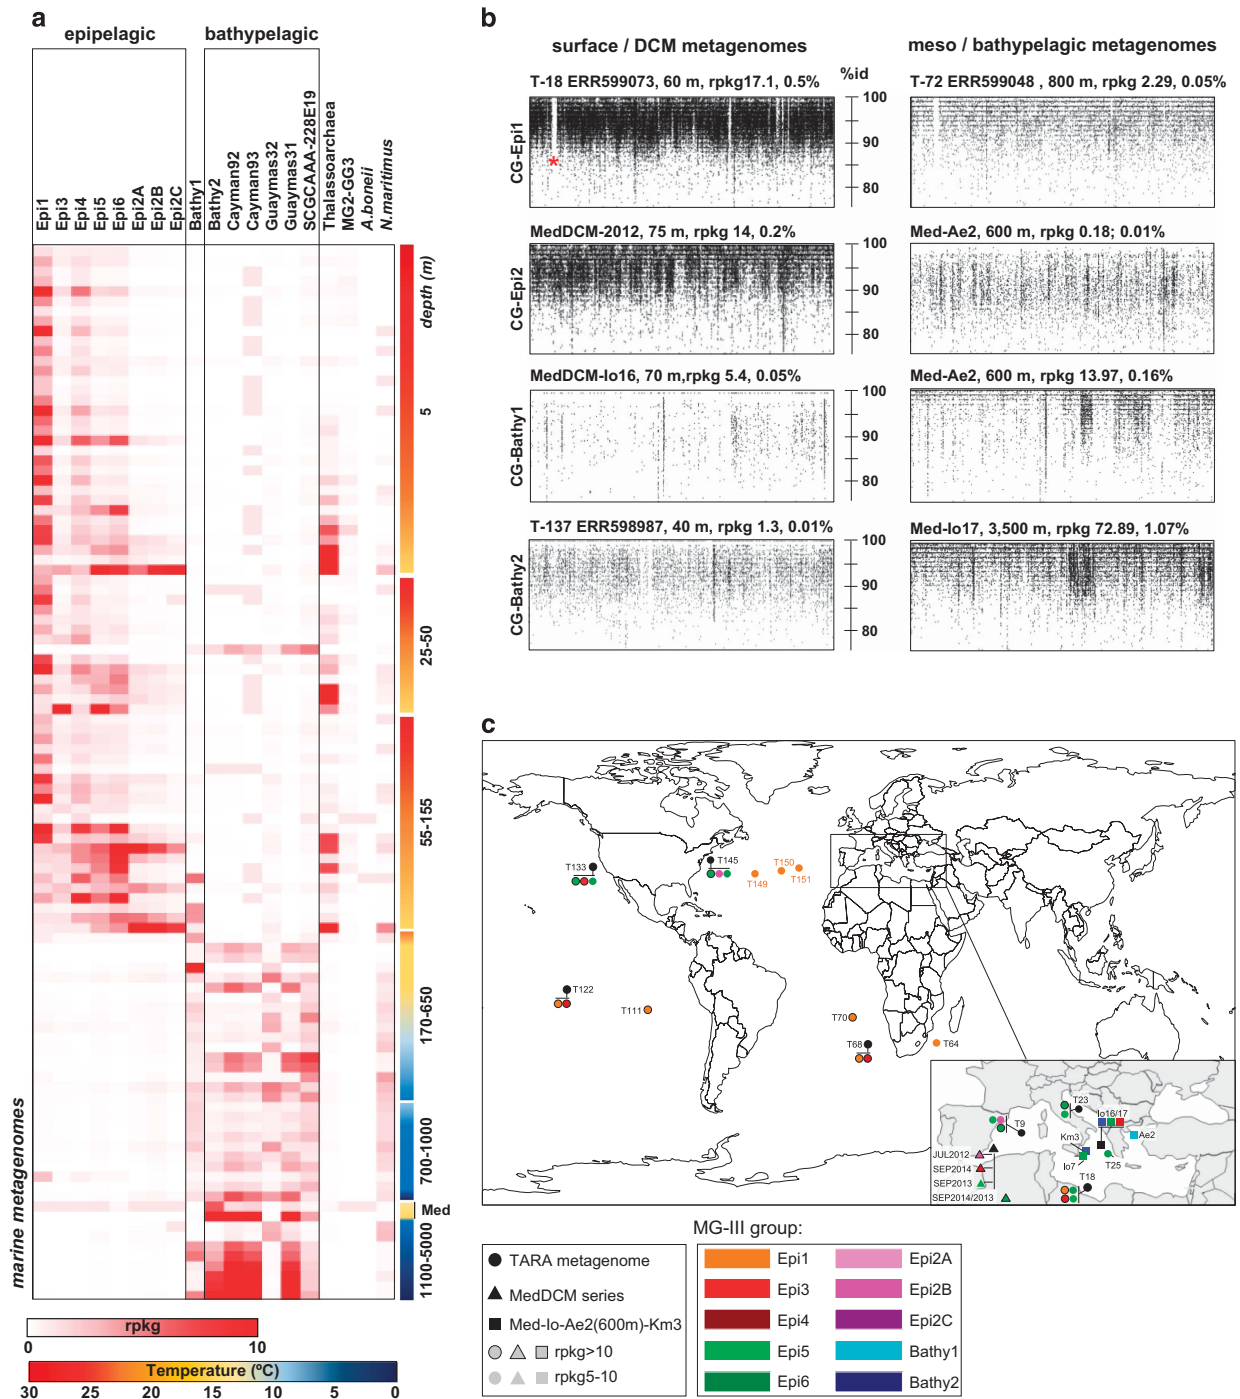 a
epipelagic
bathypelagic
Epi1
Epi3
Epi4
Epi5
Epi6
Epi2A
Epi2B
Epi2C
Bathy1
Bathy2
Cayman92
Cayman93
Guaymas32
Guaymas31
SCGCAAA-228E19
Thalassoarchaea
MG2-GG3
A.boneii
N.maritimus
depth (m)
5
25-50
55-155
170-650
700-1000
Med
1100-5000
marine metagenomes
rpkg
0
10
Temperature (ºC)
30
25
20
15
10
5
0
b
surface / DCM metagenomes
meso / bathypelagic metagenomes
%id
T-18 ERR599073, 60 m, rpkg17.1, 0.5%
T-72 ERR599048 , 800 m, rpkg 2.29, 0.05%
CG-Epi1
*
100
90
80
MedDCM-2012, 75 m, rpkg 14, 0.2%
Med-Ae2, 600 m, rpkg 0.18; 0.01%
CG-Epi2
100
90
80
MedDCM-Io16, 70 m,rpkg 5.4, 0.05%
Med-Ae2, 600 m, rpkg 13.97, 0.16%
CG-Bathy1
100
90
80
T-137 ERR598987, 40 m, rpkg 1.3, 0.01%
Med-Io17, 3,500 m, rpkg 72.89, 1.07%
CG-Bathy2
100
90
80
c
T133
T145
T149
T150
T151
T122
T111
T70
T68
T64
T23
T9
Io16/17
Km3
Ae2
Io7
T25
T18
JUL2012
SEP2014
SEP2013
SEP2014/2013
MG-III group:
TARA metagenome
MedDCM series
Med-Io-Ae2(600m)-Km3
rpkg>10
rpkg5-10
Epi1
Epi3
Epi4
Epi5
Epi6
Epi2A
Epi2B
Epi2C
Bathy1
Bathy2